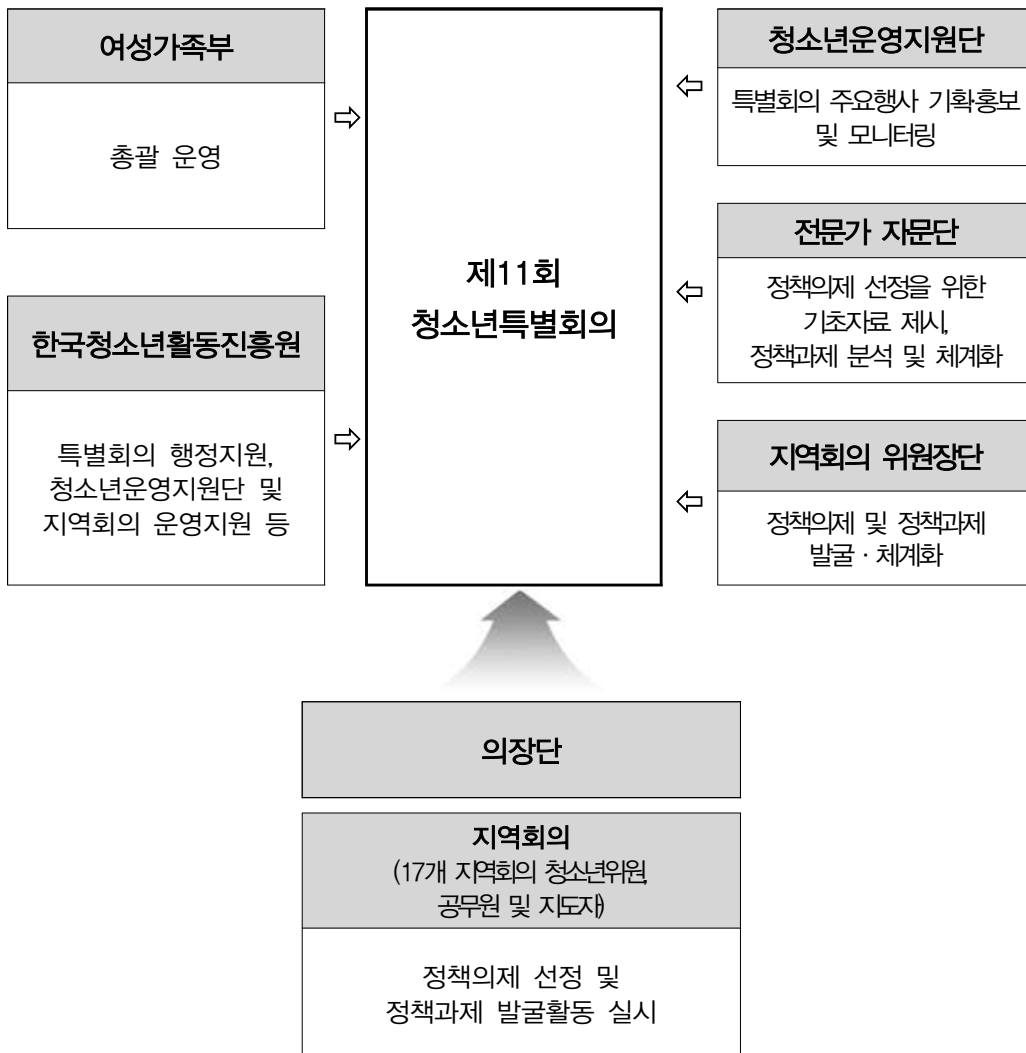 여성가족부
총괄 운영
한국청소년활동진흥원
특별회의 행정지원,
청소년운영지원단 및
지역회의 운영지원 등
제11회
청소년특별회의
청소년운영지원단
특별회의 주요행사 기획·홍보
및 모니터링
전문가 자문단
정책의제 선정을 위한
기초자료 제시,
정책과제 분석 및 체계화
지역회의 위원장단
정책의제 및 정책과제
발굴 · 체계화
의장단
지역회의
(17개 지역회의 청소년위원,
공무원 및 지도자)
정책의제 선정 및
정책과제 발굴활동 실시